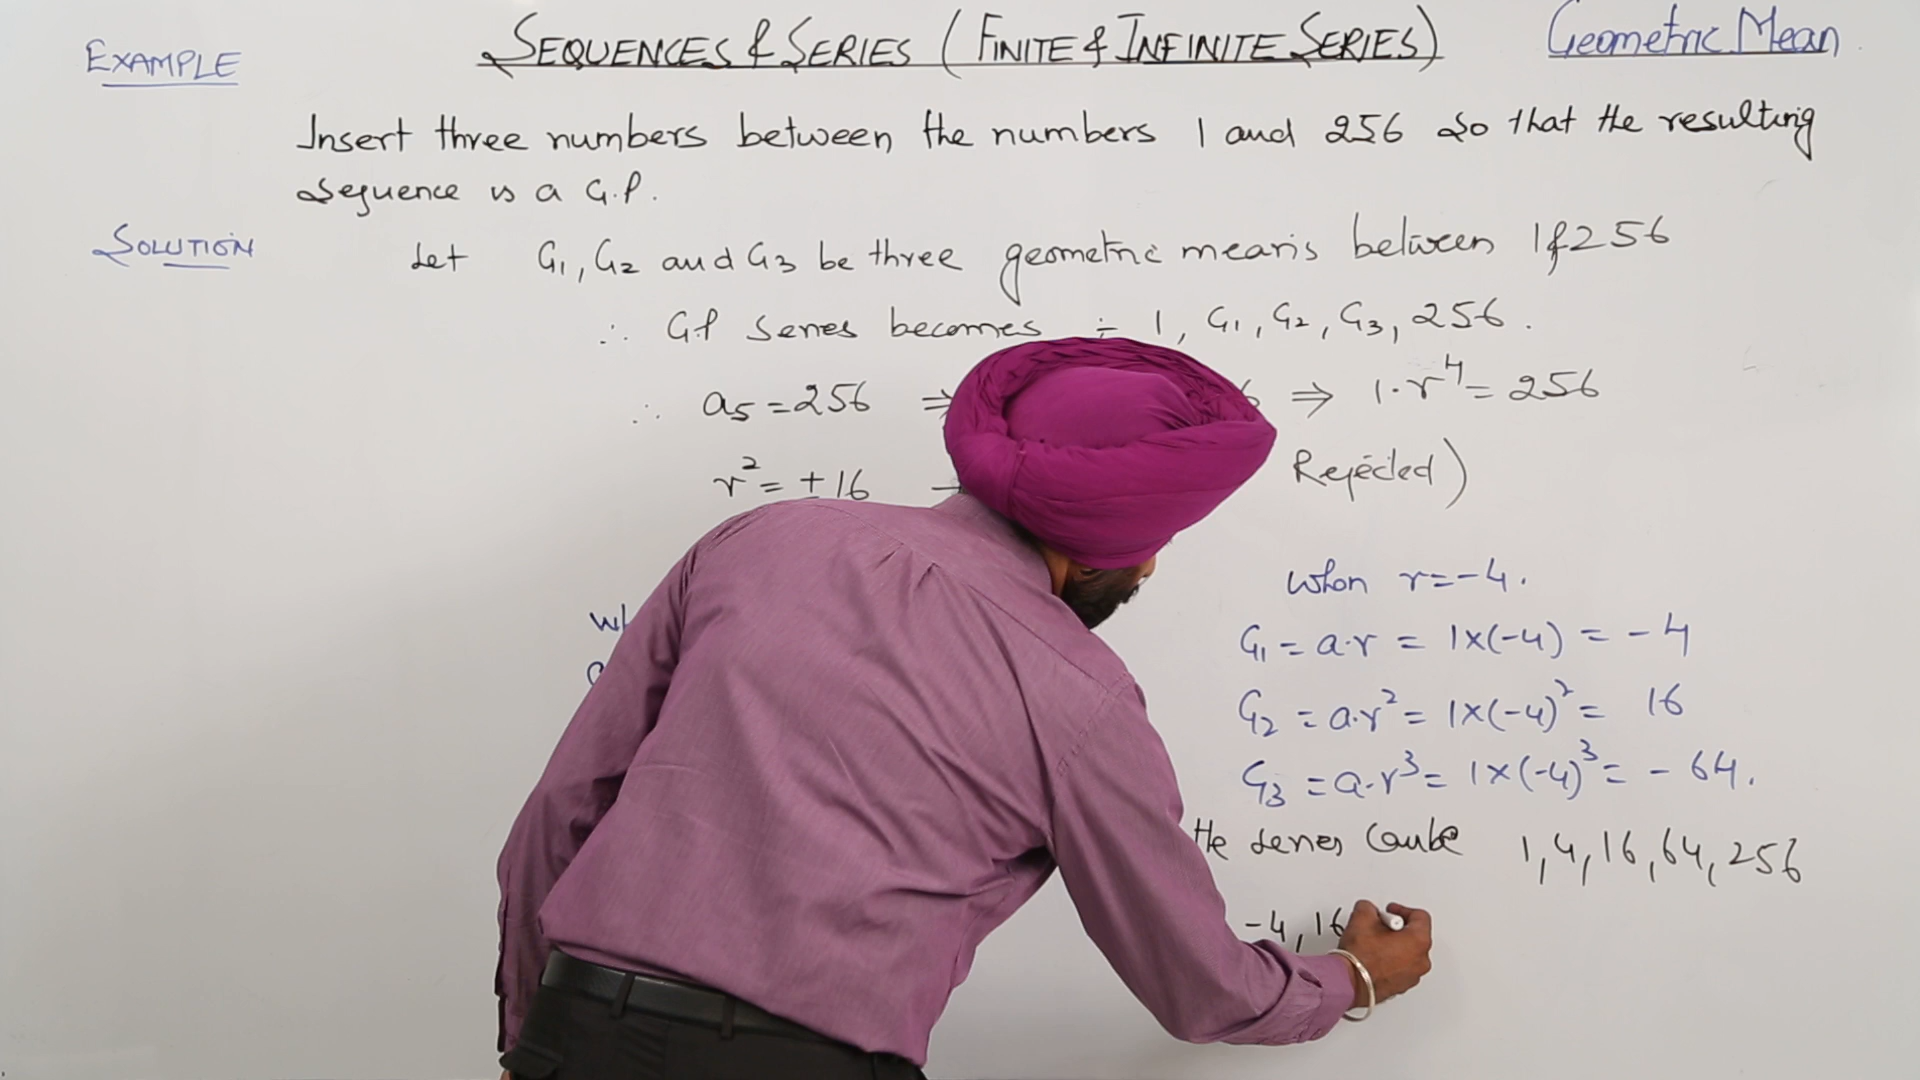 EXAMPLE
SEQUENCES & SERIES (FINITE & INFINITE SERIES)
Geometric Mean
Insert three numbers between the numbers 1 and 256 so that the resulting
sequence is a G.P.
SOLUTION
Let G₁, G₂ and G₃ be three geometric means between 1 & 256
∴ G.P series becomes ÷ 1, G₁, G₂, G₃, 256.
∴ a₅ = 256 ⇒ ⇒ 1·r⁴ = 256
r² = ± 16 Rejected)
when r = -4.
G₁ = a·r = 1×(-4) = -4
G₂ = a·r² = 1×(-4)² = 16
G₃ = a·r³ = 1×(-4)³ = -64.
the series can be 1, 4, 16, 64, 256
-4, 16